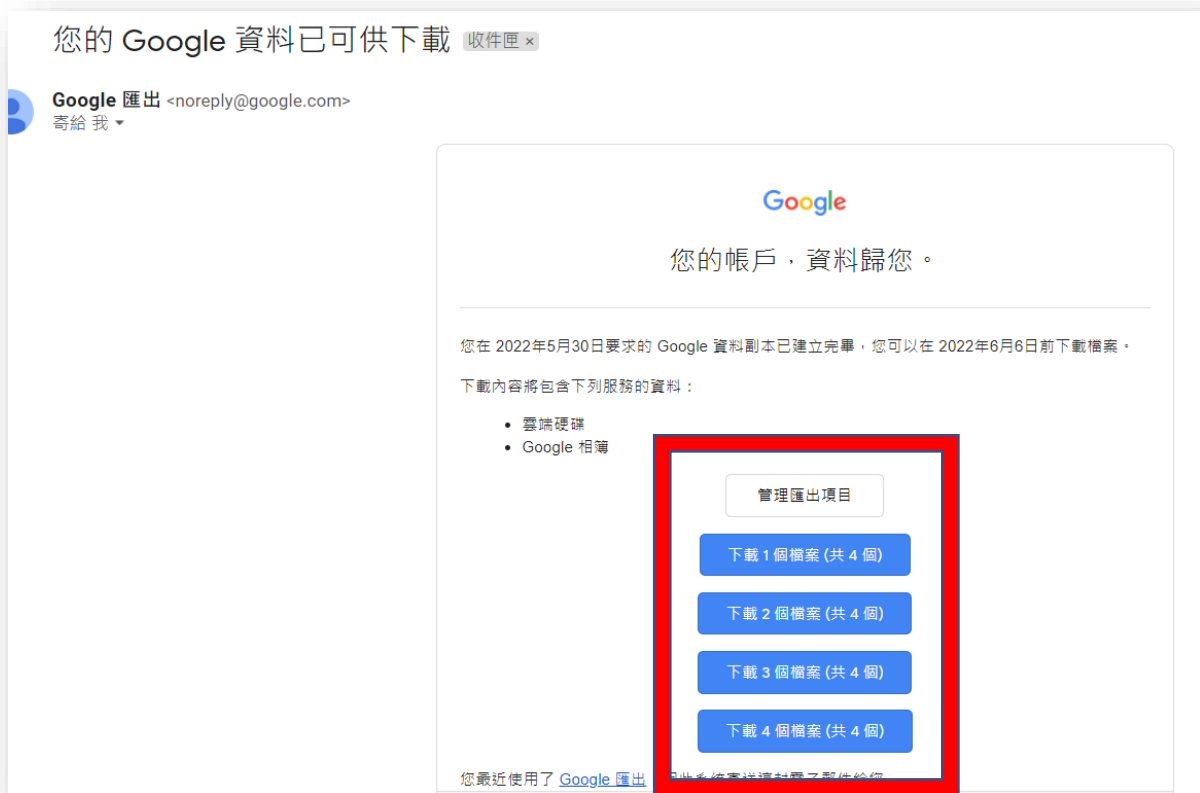 您的 Google 資料已可供下載 收件匣 ×
Google 匯出 <noreply@google.com>
寄給 我
Google
您的帳戶，資料歸您。
您在 2022年5月30日要求的 Google 資料副本已建立完畢，您可以在 2022年6月6日前下載檔案。
下載內容將包含下列服務的資料：
• 雲端硬碟
• Google 相簿
管理匯出項目
下載 1 個檔案 (共 4 個)
下載 2 個檔案 (共 4 個)
下載 3 個檔案 (共 4 個)
下載 4 個檔案 (共 4 個)
您最近使用了 Google 匯出